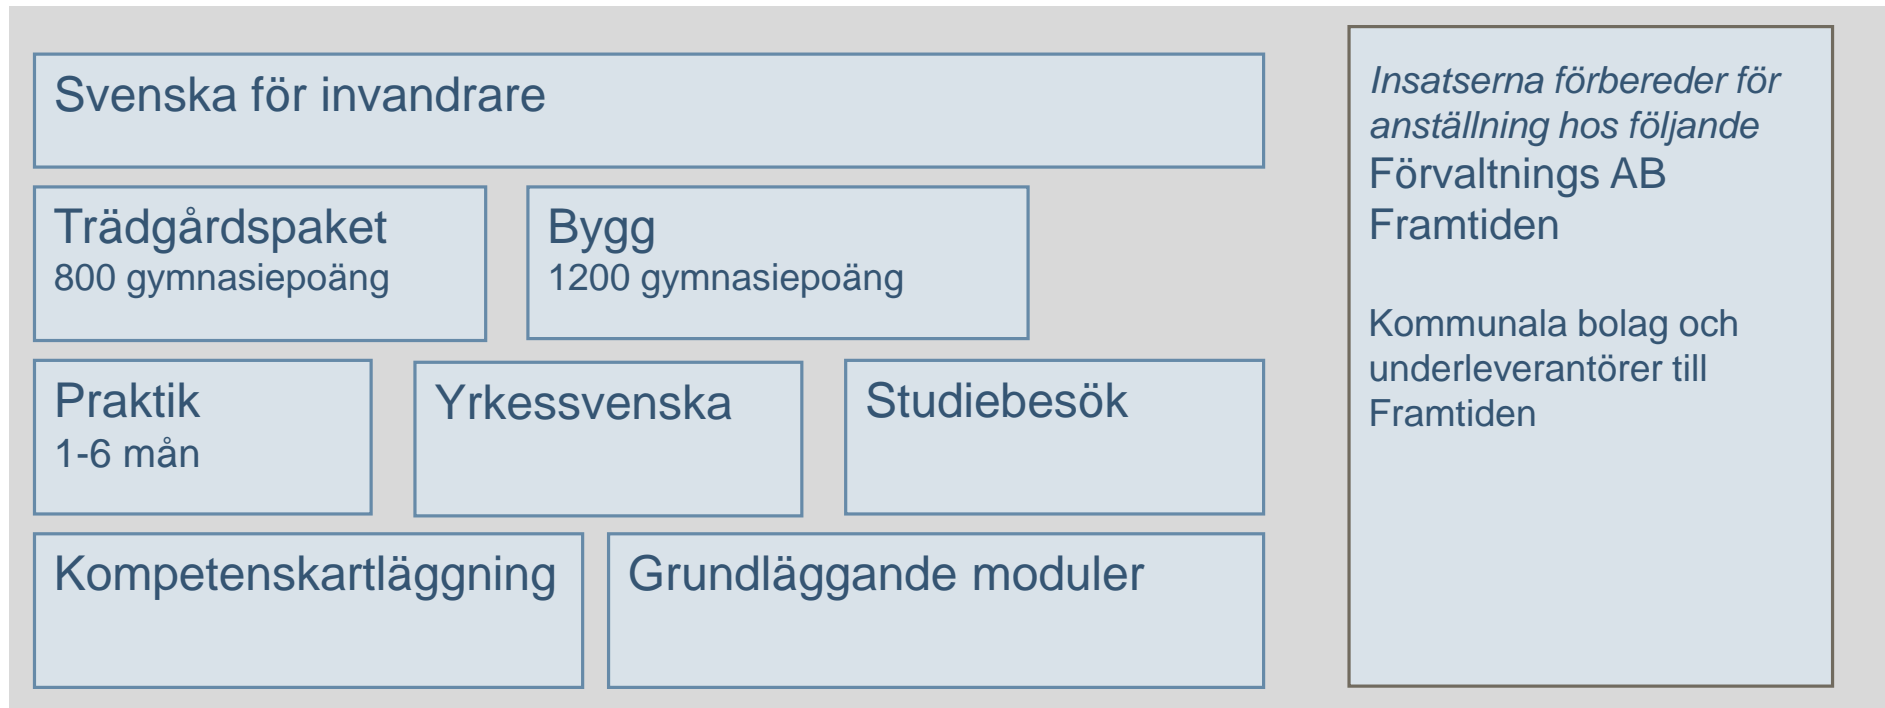 Svenska för invandrare
Trädgårdspaket
800 gymnasiepoäng
Bygg
1200 gymnasiepoäng
Praktik
1-6 mån
Yrkessvenska
Studiebesök
Kompetenskartläggning
Grundläggande moduler
Insatserna förbereder för
anställning hos följande
Förvaltnings AB
Framtiden
Kommunala bolag och
underleverantörer till
Framtiden